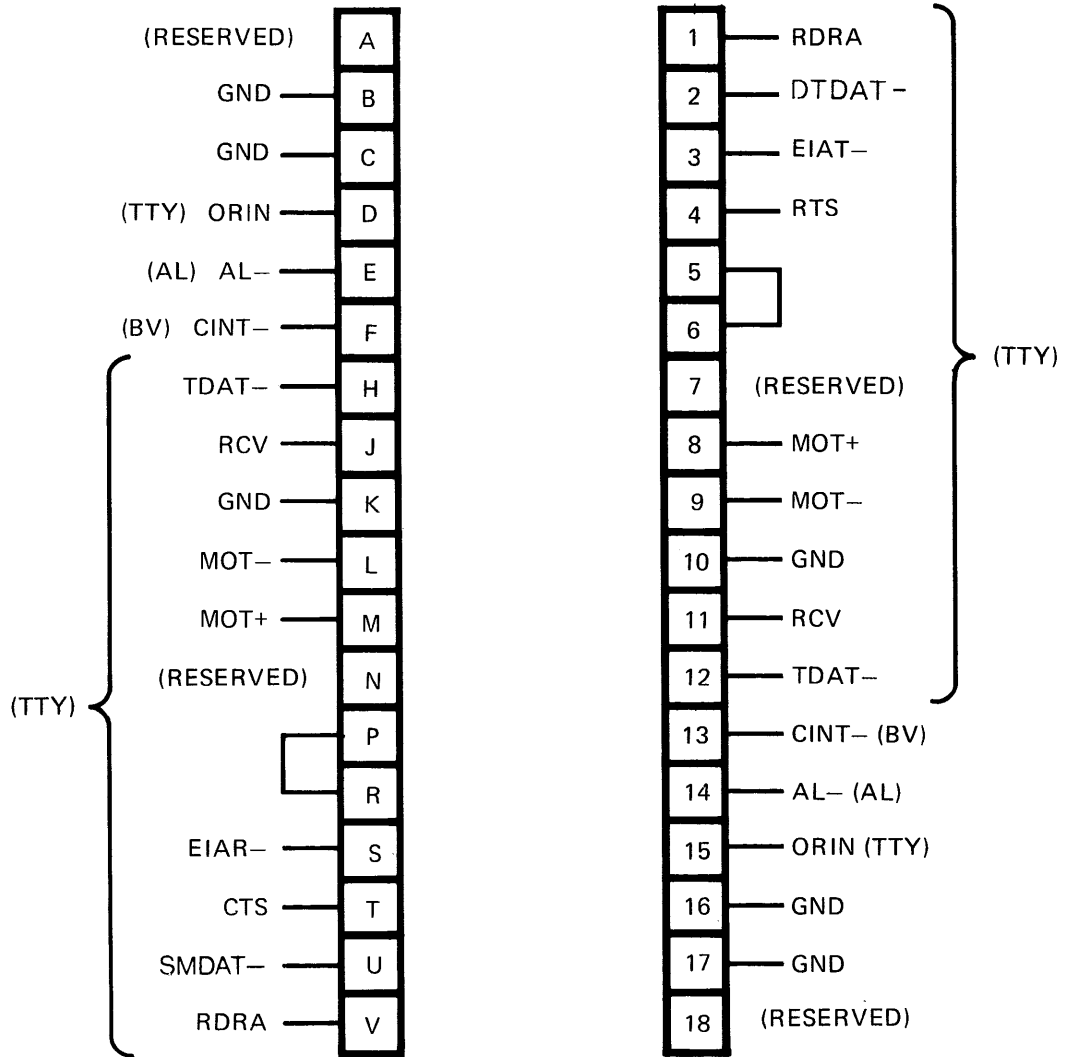 (RESERVED) A
GND B
GND C
(TTY) ORIN D
(AL) AL− E
(BV) CINT− F
TDAT− H
RCV J
GND K
MOT− L
MOT+ M
(RESERVED) N
P
R
EIAR− S
CTS T
SMDAT− U
RDRA V
(TTY)
1 RDRA
2 DTDAT−
3 EIAT−
4 RTS
5
6
7 (RESERVED)
8 MOT+
9 MOT−
10 GND
11 RCV
12 TDAT−
13 CINT− (BV)
14 AL− (AL)
15 ORIN (TTY)
16 GND
17 GND
18 (RESERVED)
(TTY)